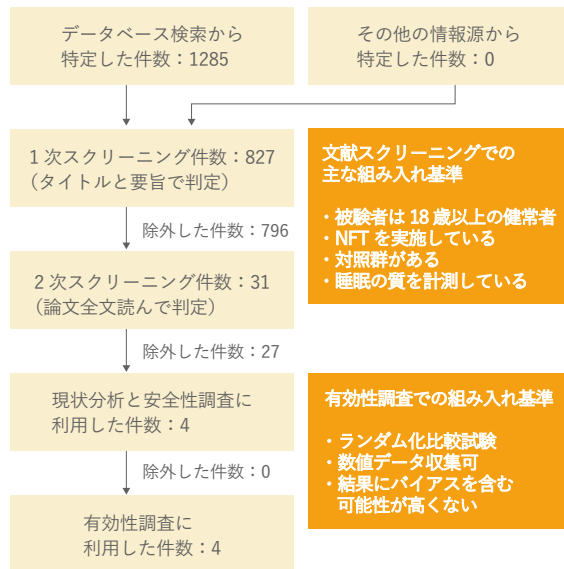 データベース検索から
特定した件数：1285
その他の情報源から
特定した件数：0
1次スクリーニング件数：827
（タイトルと要旨で判定）
文献スクリーニングでの
主な組み入れ基準
・被験者は18歳以上の健常者
・NFTを実施している
・対照群がある
・睡眠の質を計測している
除外した件数：796
2次スクリーニング件数：31
（論文全文読んで判定）
除外した件数：27
現状分析と安全性調査に
利用した件数：4
有効性調査での組み入れ基準
・ランダム化比較試験
・数値データ収集可
・結果にバイアスを含む
可能性が高くない
除外した件数：0
有効性調査に
利用した件数：4